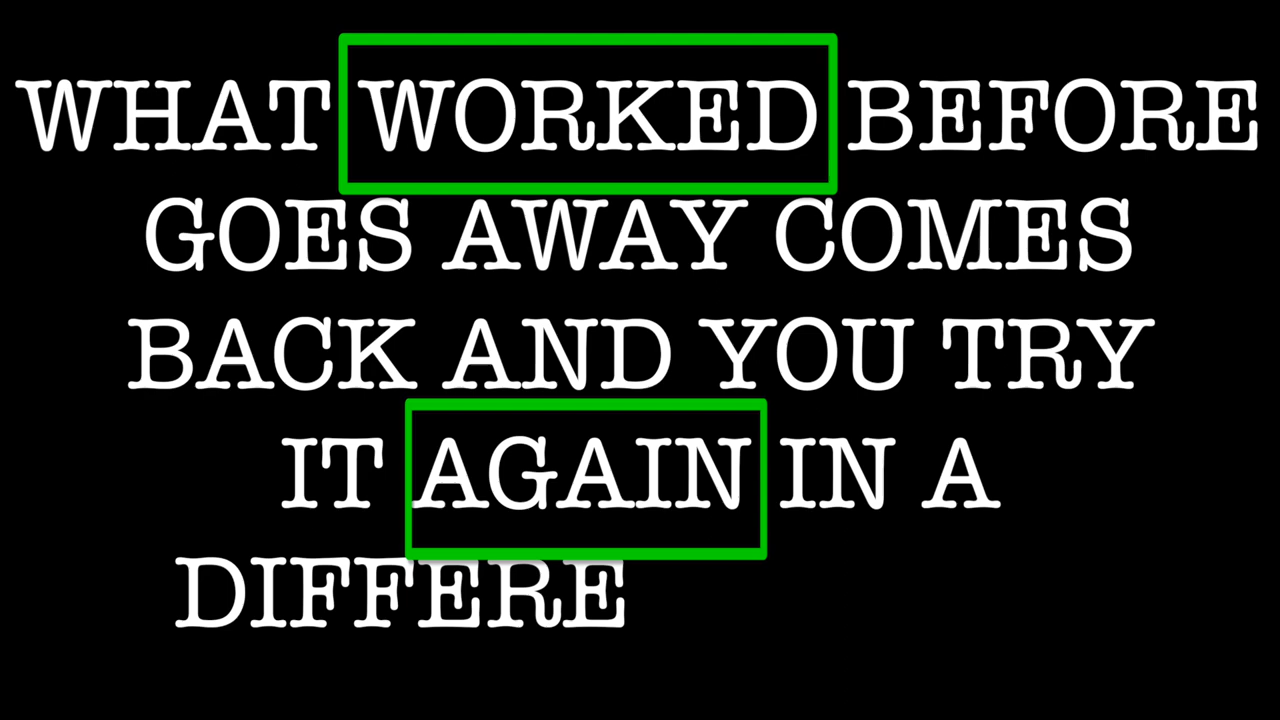 WHAT WORKED BEFORE
GOES AWAY COMES
BACK AND YOU TRY
IT AGAIN IN A
DIFFERE